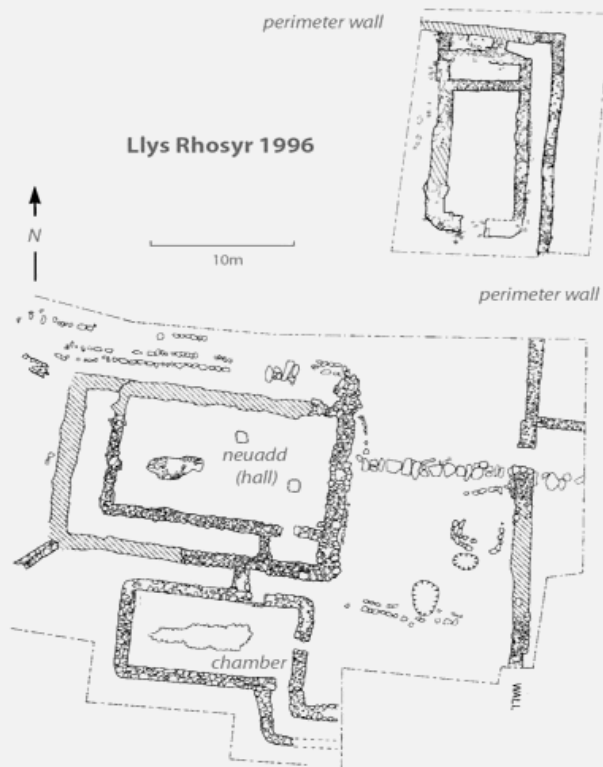 perimeter wall
Llys Rhosyr 1996
N
10m
perimeter wall
neuadd
(hall)
chamber
WALL